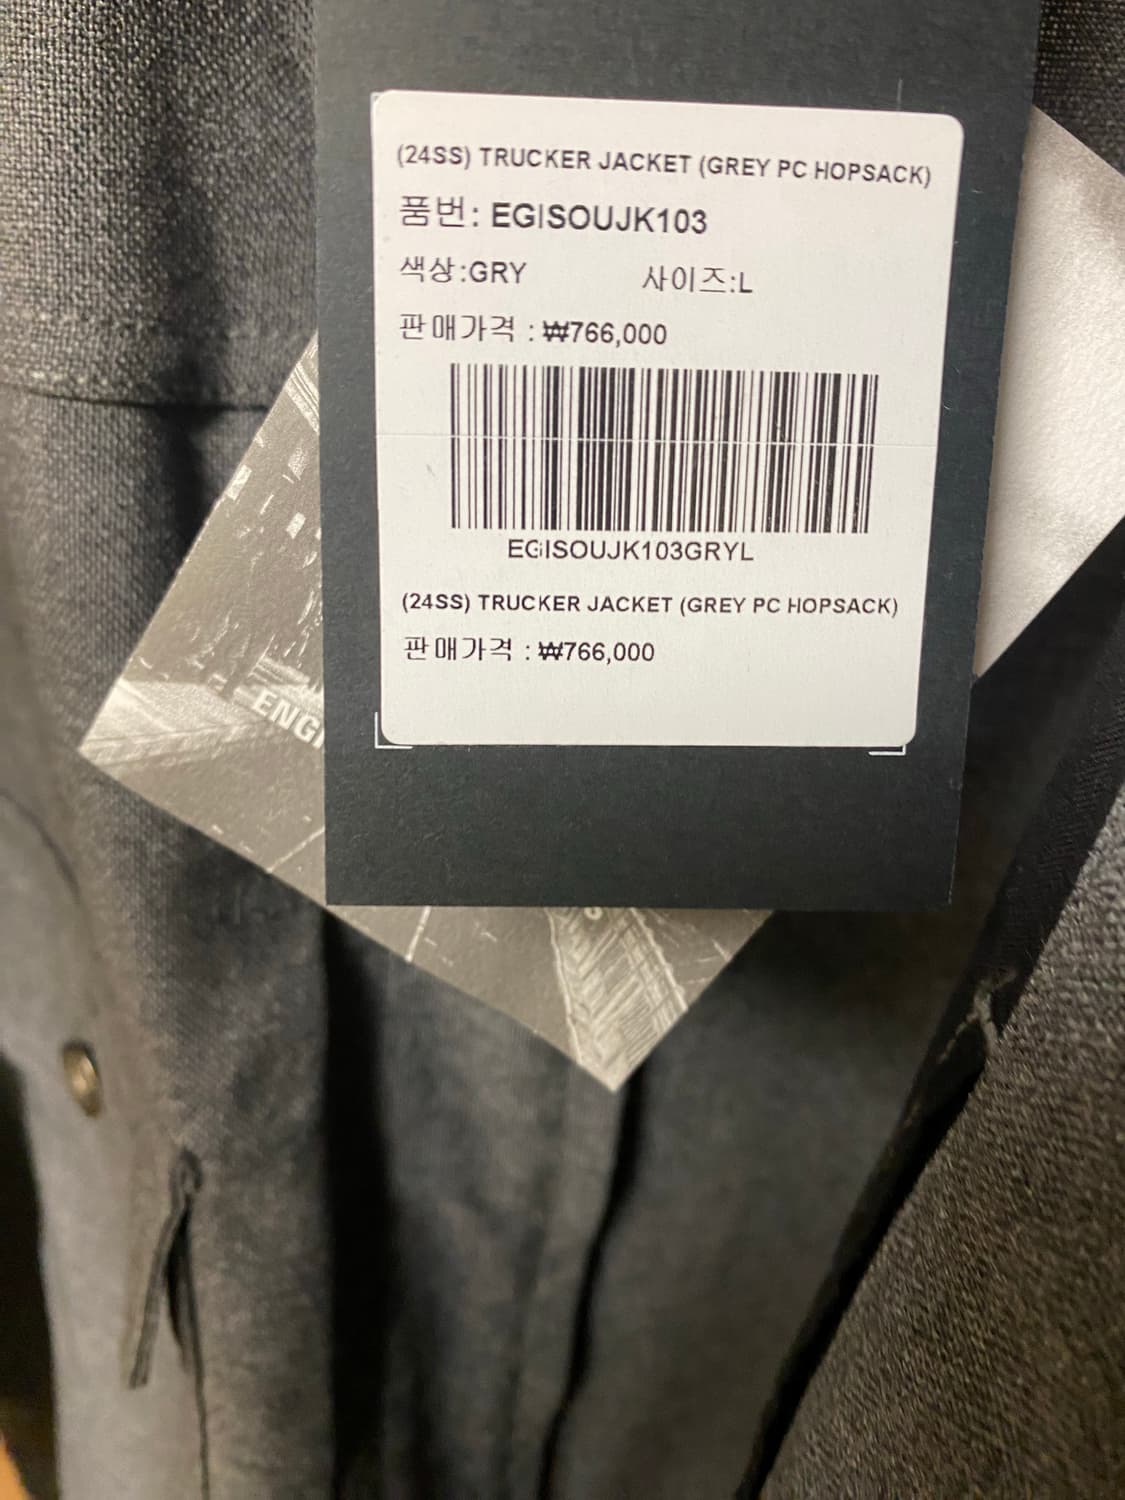 (24SS) TRUCKER JACKET (GREY PC HOPSACK)
품번: EGISOUJK103
색상:GRY 사이즈:L
판매가격 : ₩766,000
EGISOUJK103GRYL
(24SS) TRUCKER JACKET (GREY PC HOPSACK)
판매가격 : ₩766,000
ENGI